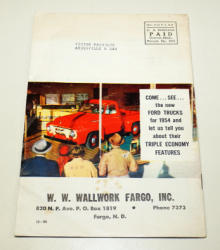 PAID
COME... SEE...
the new
FORD TRUCKS
for 1954 and
let us tell you
about their
TRIPLE ECONOMY
FEATURES
W. W. WALLWORK FARGO, INC.
820 N. P. Ave. P. O. Box 1819 • Phone 7373
Fargo, N. D.